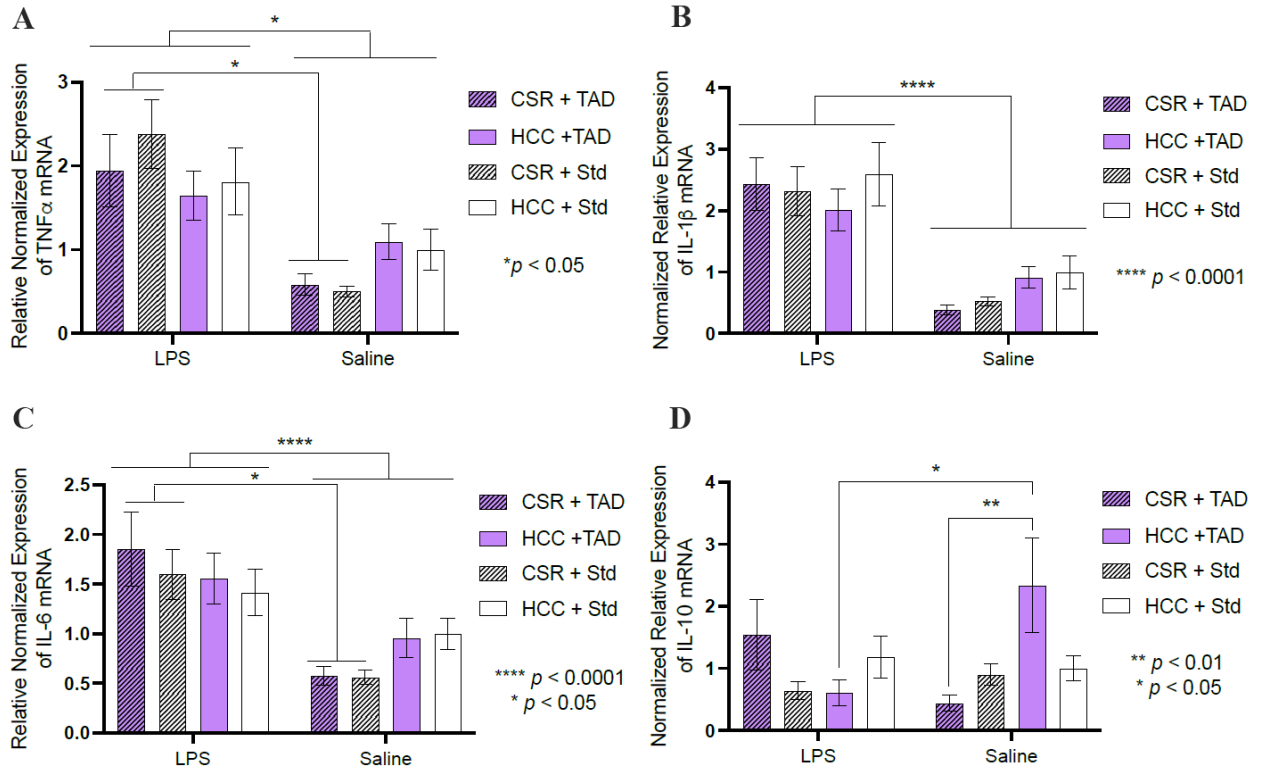 A
*
*
Relative Normalized Expression
of TNFα mRNA
3
2
1
0
LPS
Saline
CSR + TAD
HCC +TAD
CSR + Std
HCC + Std
*p < 0.05
B
****
Normalized Relative Expression
of IL-1β mRNA
4
3
2
1
0
LPS
Saline
CSR + TAD
HCC +TAD
CSR + Std
HCC + Std
**** p < 0.0001
C
****
*
Relative Normalized Expression
of IL-6 mRNA
2.5
2.0
1.5
1.0
0.5
0.0
LPS
Saline
CSR + TAD
HCC +TAD
CSR + Std
HCC + Std
**** p < 0.0001
* p < 0.05
D
*
**
Normalized Relative Expression
of IL-10 mRNA
4
3
2
1
0
LPS
Saline
CSR + TAD
HCC +TAD
CSR + Std
HCC + Std
** p < 0.01
* p < 0.05